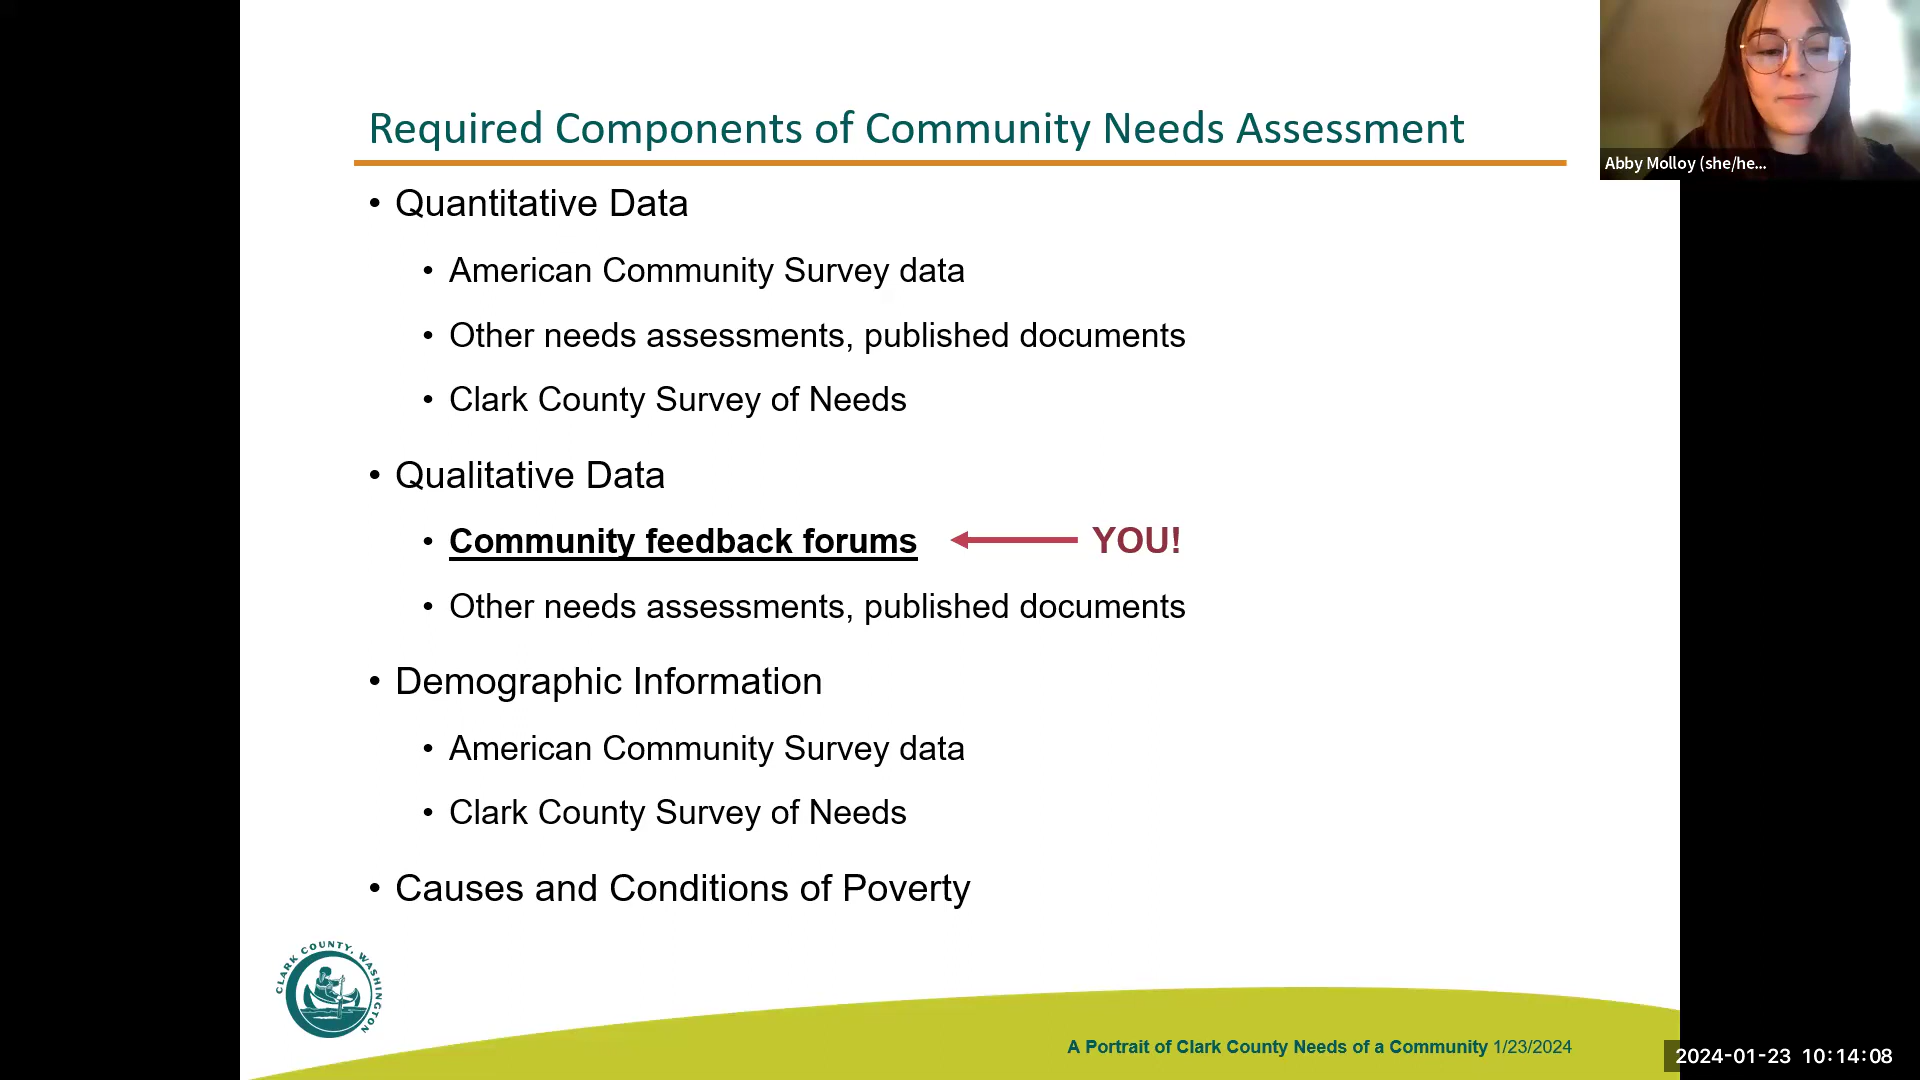 Required Components of Community Needs Assessment
• Quantitative Data
• American Community Survey data
• Other needs assessments, published documents
• Clark County Survey of Needs
• Qualitative Data
• Community feedback forums
YOU!
• Other needs assessments, published documents
• Demographic Information
• American Community Survey data
• Clark County Survey of Needs
• Causes and Conditions of Poverty
CLARK COUNTY, WASHINGTON
A Portrait of Clark County Needs of a Community 1/23/2024
Abby Molloy (she/he...
2024-01-23 10:14:08